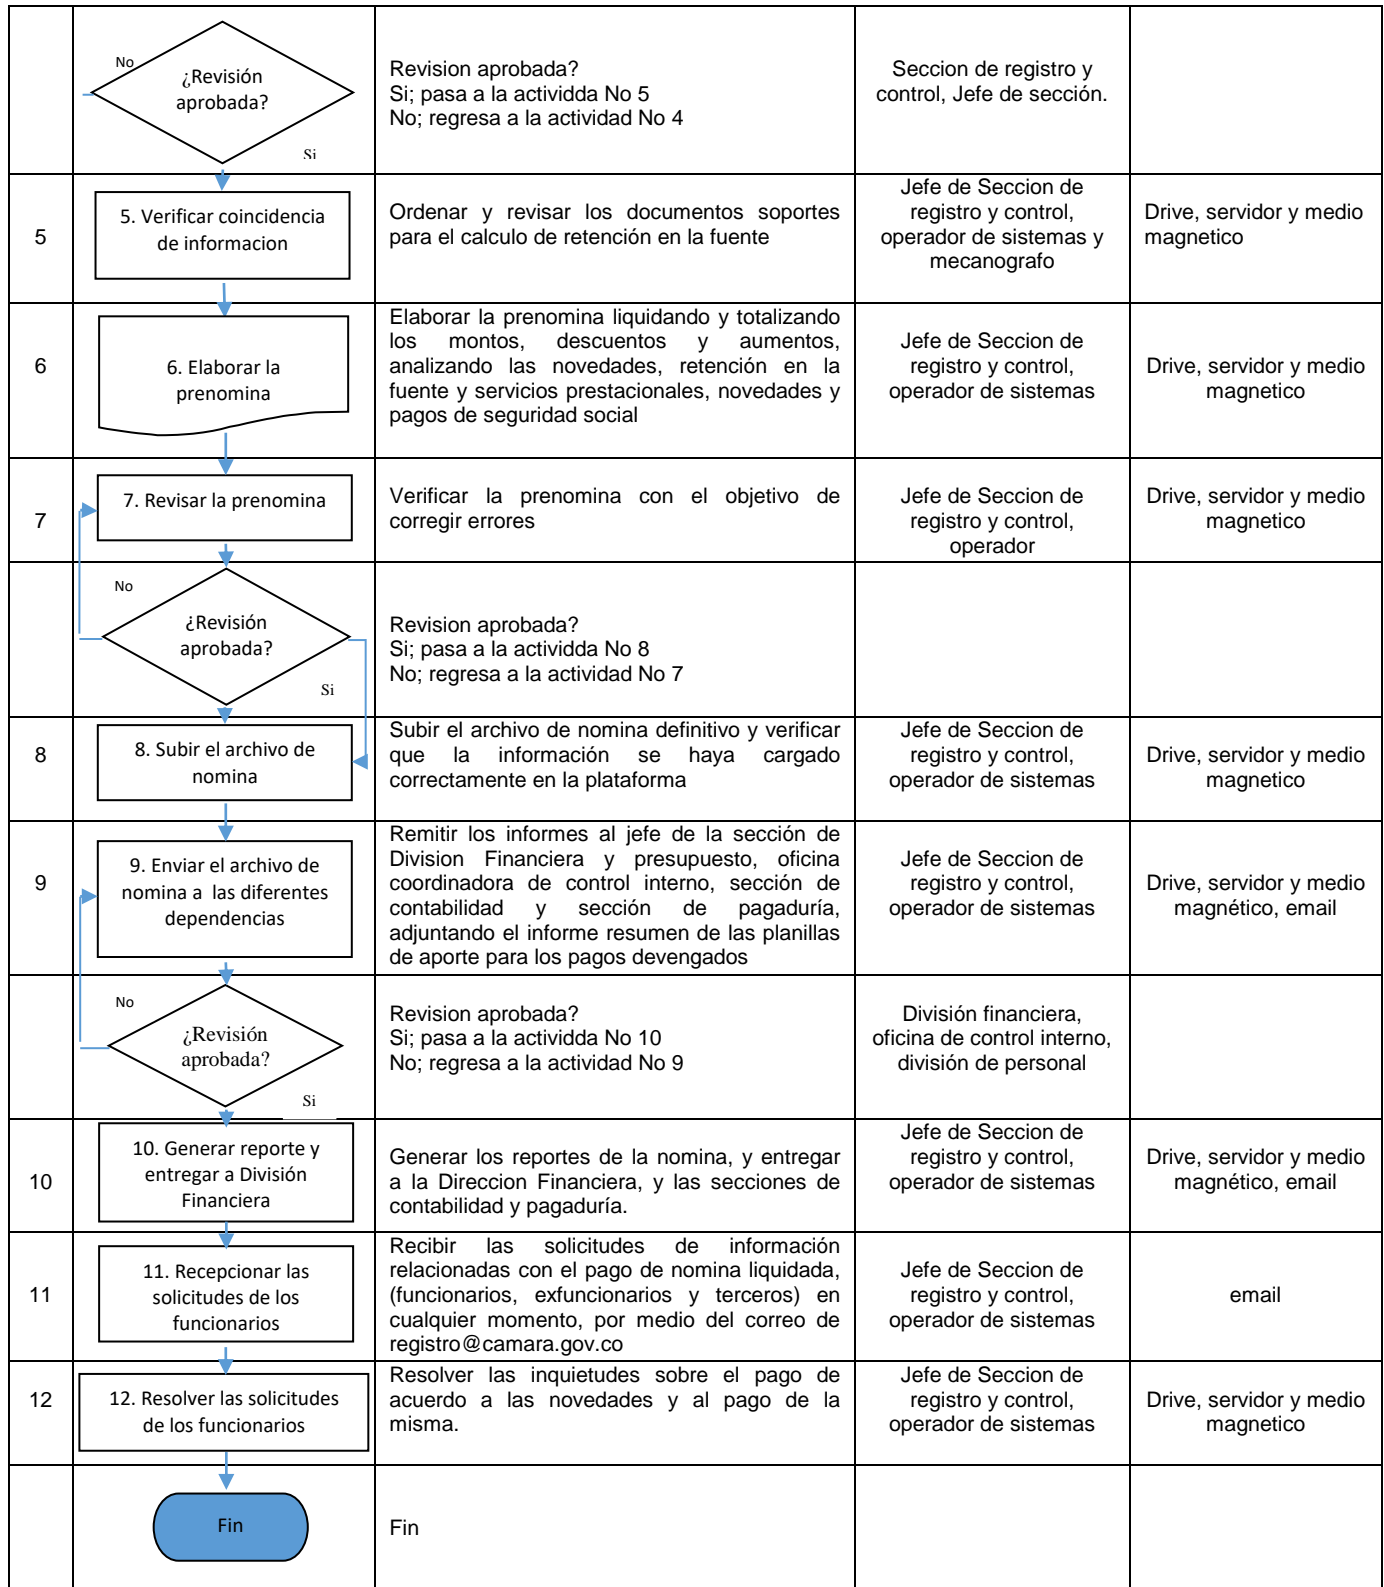 No
¿Revisión
aprobada?
Si
Revision aprobada?
Si; pasa a la actividda No 5
No; regresa a la actividad No 4
Seccion de registro y
control, Jefe de sección.
5
5. Verificar coincidencia
de informacion
Ordenar y revisar los documentos soportes
para el calculo de retención en la fuente
Jefe de Seccion de
registro y control,
operador de sistemas y
mecanografo
Drive, servidor y medio
magnetico
6
6. Elaborar la
prenomina
Elaborar la prenomina liquidando y totalizando
los montos, descuentos y aumentos,
analizando las novedades, retención en la
fuente y servicios prestacionales, novedades y
pagos de seguridad social
Jefe de Seccion de
registro y control,
operador de sistemas
Drive, servidor y medio
magnetico
7
7. Revisar la prenomina
Verificar la prenomina con el objetivo de
corregir errores
Jefe de Seccion de
registro y control,
operador
Drive, servidor y medio
magnetico
No
¿Revisión
aprobada?
Si
Revision aprobada?
Si; pasa a la actividda No 8
No; regresa a la actividad No 7
8
8. Subir el archivo de
nomina
Subir el archivo de nomina definitivo y verificar
que la información se haya cargado
correctamente en la plataforma
Jefe de Seccion de
registro y control,
operador de sistemas
Drive, servidor y medio
magnetico
9
9. Enviar el archivo de
nomina a las diferentes
dependencias
Remitir los informes al jefe de la sección de
Division Financiera y presupuesto, oficina
coordinadora de control interno, sección de
contabilidad y sección de pagaduría,
adjuntando el informe resumen de las planillas
de aporte para los pagos devengados
Jefe de Seccion de
registro y control,
operador de sistemas
Drive, servidor y medio
magnético, email
No
¿Revisión
aprobada?
Si
Revision aprobada?
Si; pasa a la actividda No 10
No; regresa a la actividad No 9
División financiera,
oficina de control interno,
división de personal
10
10. Generar reporte y
entregar a División
Financiera
Generar los reportes de la nomina, y entregar
a la Direccion Financiera, y las secciones de
contabilidad y pagaduría.
Jefe de Seccion de
registro y control,
operador de sistemas
Drive, servidor y medio
magnético, email
11
11. Recepcionar las
solicitudes de los
funcionarios
Recibir las solicitudes de información
relacionadas con el pago de nomina liquidada,
(funcionarios, exfuncionarios y terceros) en
cualquier momento, por medio del correo de
registro@camara.gov.co
Jefe de Seccion de
registro y control,
operador de sistemas
email
12
12. Resolver las solicitudes
de los funcionarios
Resolver las inquietudes sobre el pago de
acuerdo a las novedades y al pago de la
misma.
Jefe de Seccion de
registro y control,
operador de sistemas
Drive, servidor y medio
magnetico
Fin
Fin